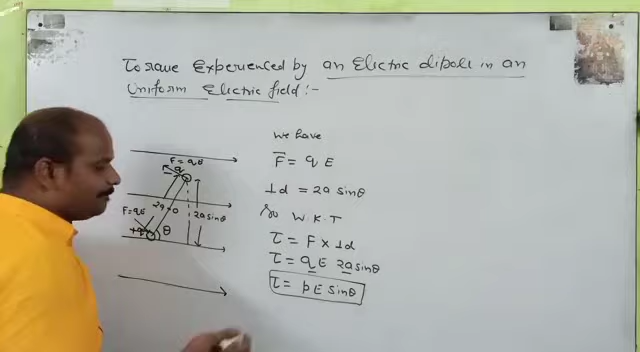 Torque Experienced by an Electric dipole in an
Uniform Electric field :-
we have
F = qE
⊥d = 2a sinθ
So W.K.T
τ = F × ⊥d
τ = qE 2a sinθ
τ = pE sinθ
F = qE
2a
2a sinθ
F = qE
+q
θ